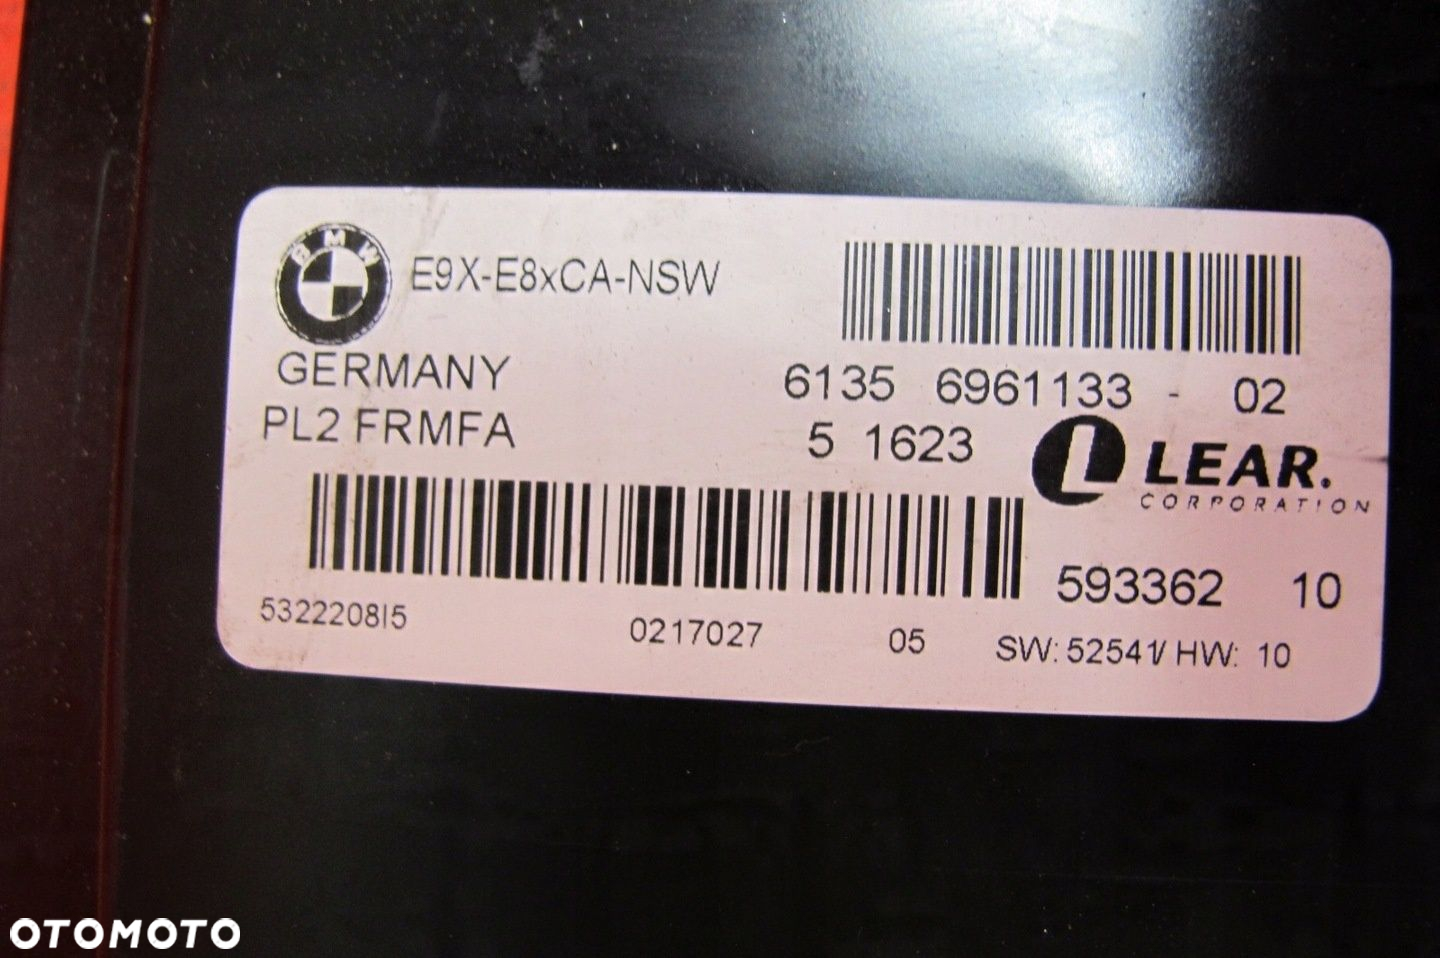 BMW
E9X-E8xCA-NSW
GERMANY
6135 6961133 - 02
PL2 FRMFA
5 1623
L LEAR.
CORPORATION
593362 10
5322208I5
0217027 05
SW: 52541/ HW: 10
OTOMOTO